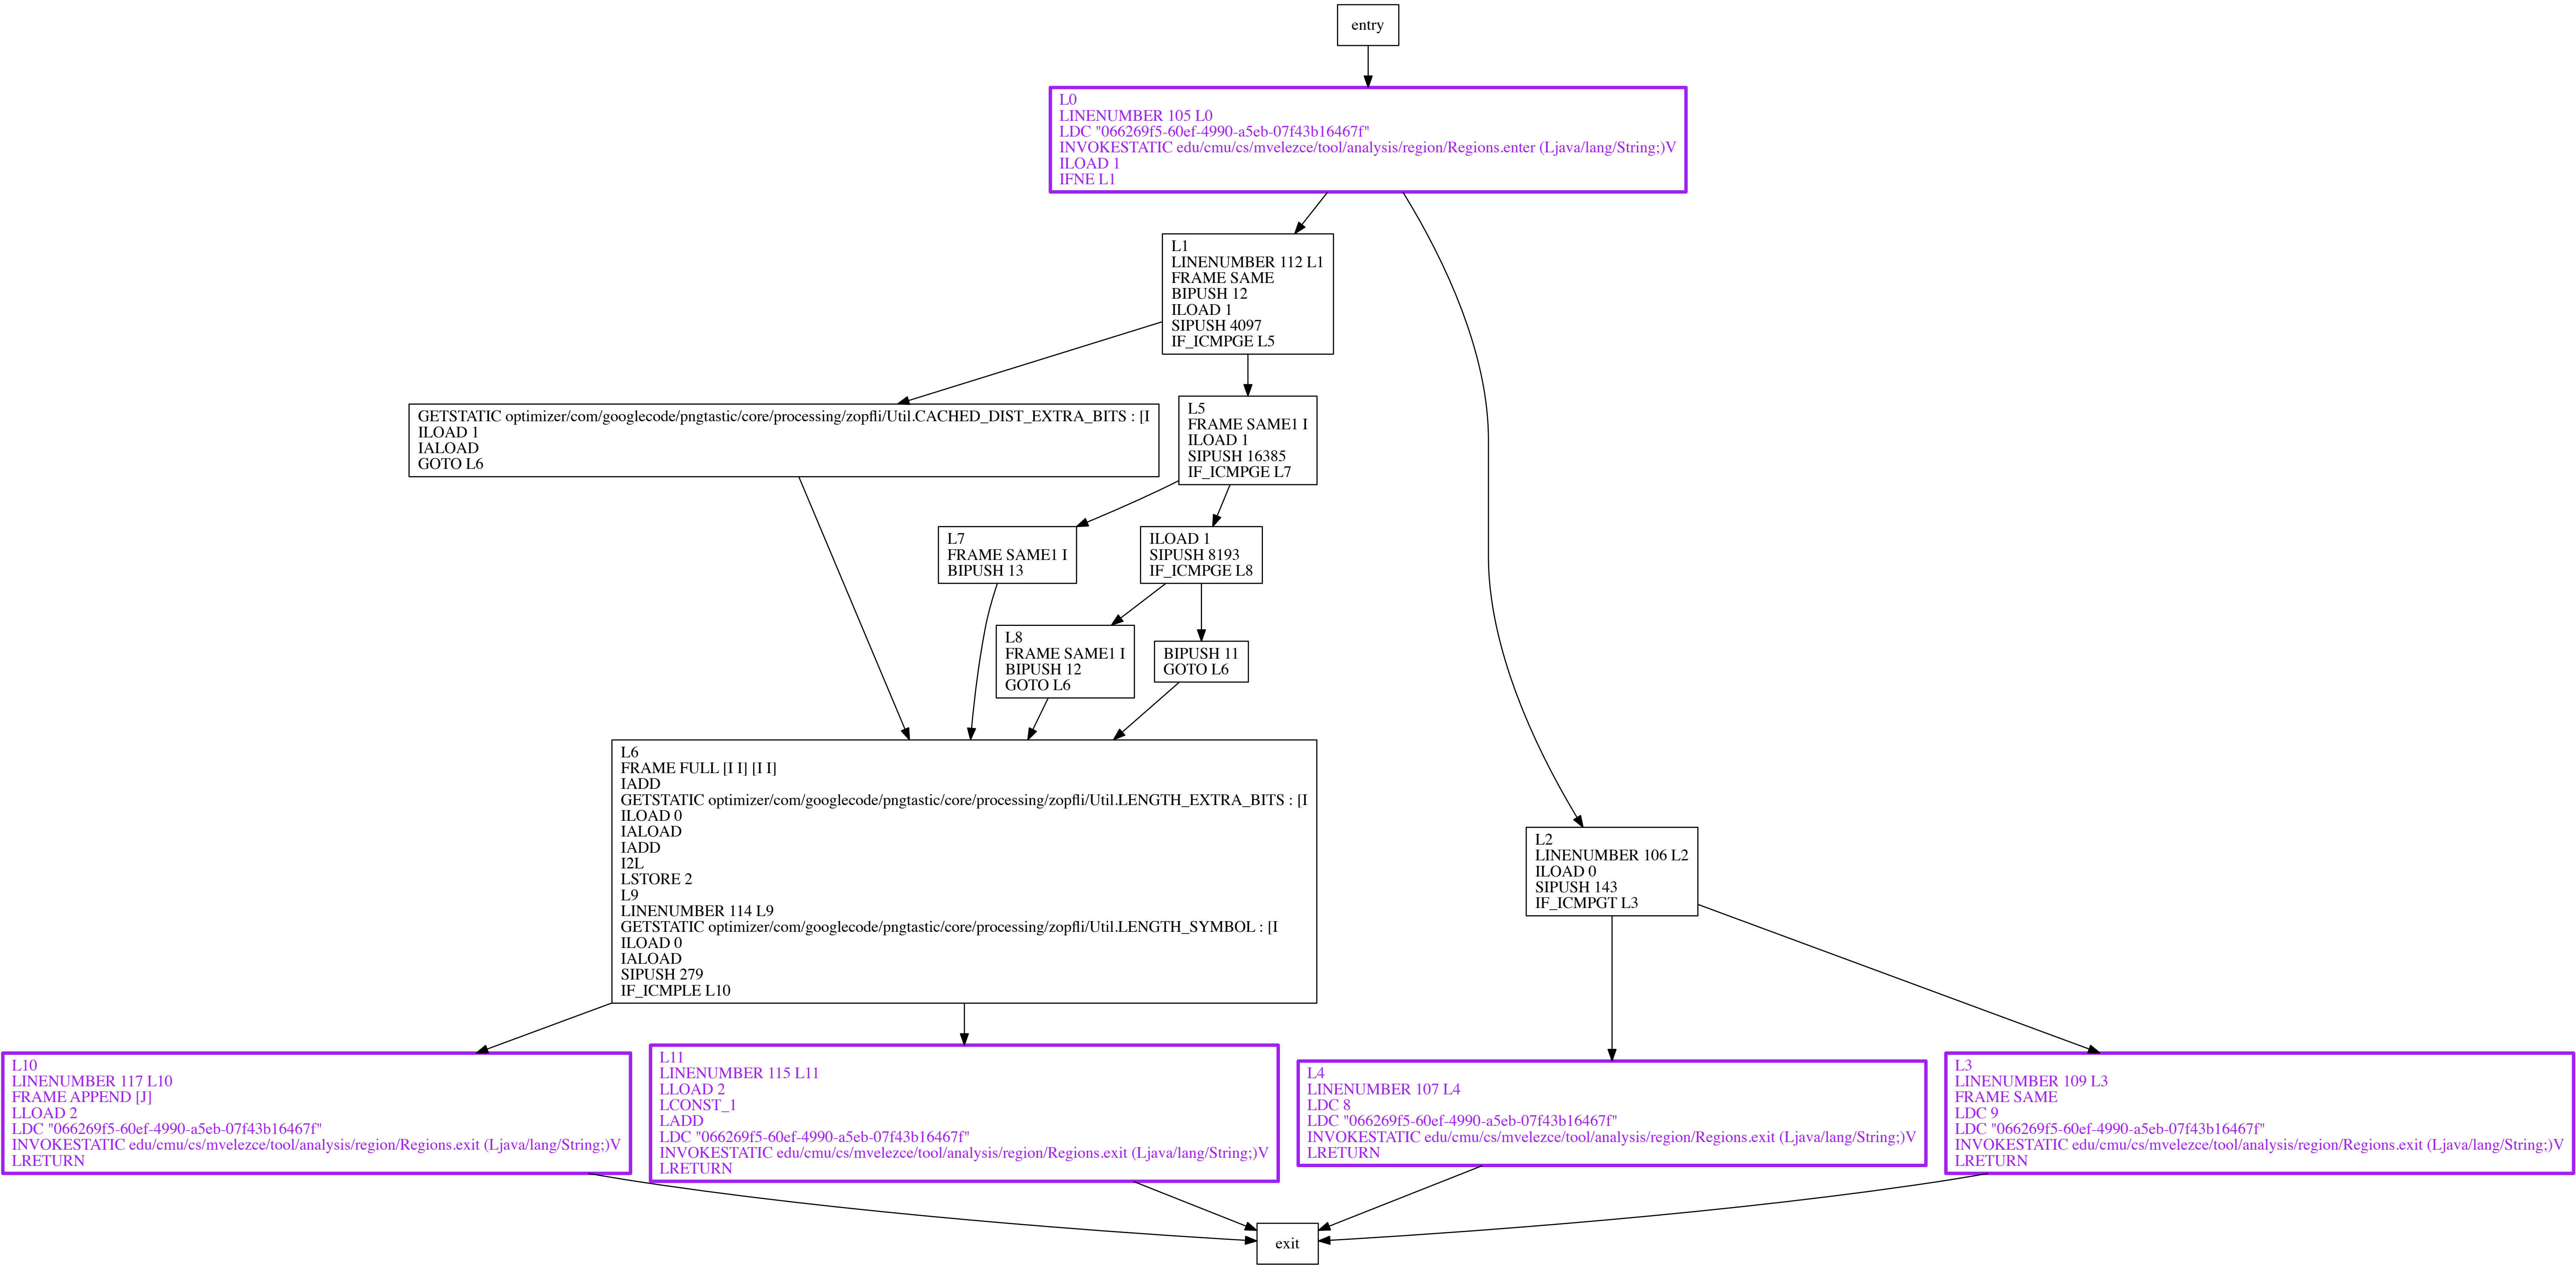 entry
L0
LINENUMBER 105 L0
LDC "066269f5-60ef-4990-a5eb-07f43b16467f"
INVOKESTATIC edu/cmu/cs/mvelezce/tool/analysis/region/Regions.enter (Ljava/lang/String;)V
ILOAD 1
IFNE L1
L1
LINENUMBER 112 L1
FRAME SAME
BIPUSH 12
ILOAD 1
SIPUSH 4097
IF_ICMPGE L5
GETSTATIC optimizer/com/googlecode/pngtastic/core/processing/zopfli/Util.CACHED_DIST_EXTRA_BITS : [I
ILOAD 1
IALOAD
GOTO L6
L5
FRAME SAME1 I
ILOAD 1
SIPUSH 16385
IF_ICMPGE L7
L7
FRAME SAME1 I
BIPUSH 13
ILOAD 1
SIPUSH 8193
IF_ICMPGE L8
L8
FRAME SAME1 I
BIPUSH 12
GOTO L6
BIPUSH 11
GOTO L6
L6
FRAME FULL [I I] [I I]
IADD
GETSTATIC optimizer/com/googlecode/pngtastic/core/processing/zopfli/Util.LENGTH_EXTRA_BITS : [I
ILOAD 0
IALOAD
IADD
I2L
LSTORE 2
L9
LINENUMBER 114 L9
GETSTATIC optimizer/com/googlecode/pngtastic/core/processing/zopfli/Util.LENGTH_SYMBOL : [I
ILOAD 0
IALOAD
SIPUSH 279
IF_ICMPLE L10
L2
LINENUMBER 106 L2
ILOAD 0
SIPUSH 143
IF_ICMPGT L3
L10
LINENUMBER 117 L10
FRAME APPEND [J]
LLOAD 2
LDC "066269f5-60ef-4990-a5eb-07f43b16467f"
INVOKESTATIC edu/cmu/cs/mvelezce/tool/analysis/region/Regions.exit (Ljava/lang/String;)V
LRETURN
L11
LINENUMBER 115 L11
LLOAD 2
LCONST_1
LADD
LDC "066269f5-60ef-4990-a5eb-07f43b16467f"
INVOKESTATIC edu/cmu/cs/mvelezce/tool/analysis/region/Regions.exit (Ljava/lang/String;)V
LRETURN
L4
LINENUMBER 107 L4
LDC 8
LDC "066269f5-60ef-4990-a5eb-07f43b16467f"
INVOKESTATIC edu/cmu/cs/mvelezce/tool/analysis/region/Regions.exit (Ljava/lang/String;)V
LRETURN
L3
LINENUMBER 109 L3
FRAME SAME
LDC 9
LDC "066269f5-60ef-4990-a5eb-07f43b16467f"
INVOKESTATIC edu/cmu/cs/mvelezce/tool/analysis/region/Regions.exit (Ljava/lang/String;)V
LRETURN
exit